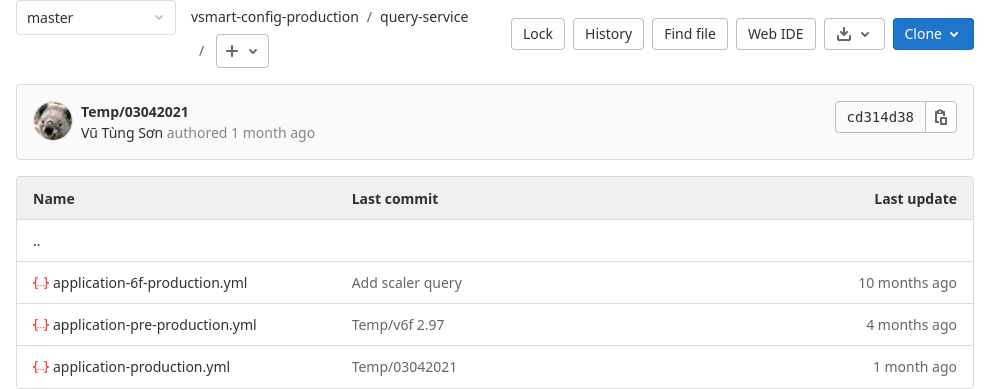 master
vsmart-config-production / query-service
/ +
Lock
History
Find file
Web IDE
Clone
Temp/03042021
Vũ Tùng Sơn authored 1 month ago
cd314d38
Name Last commit Last update
..
{..} application-6f-production.yml Add scaler query 10 months ago
{..} application-pre-production.yml Temp/v6f 2.97 4 months ago
{..} application-production.yml Temp/03042021 1 month ago